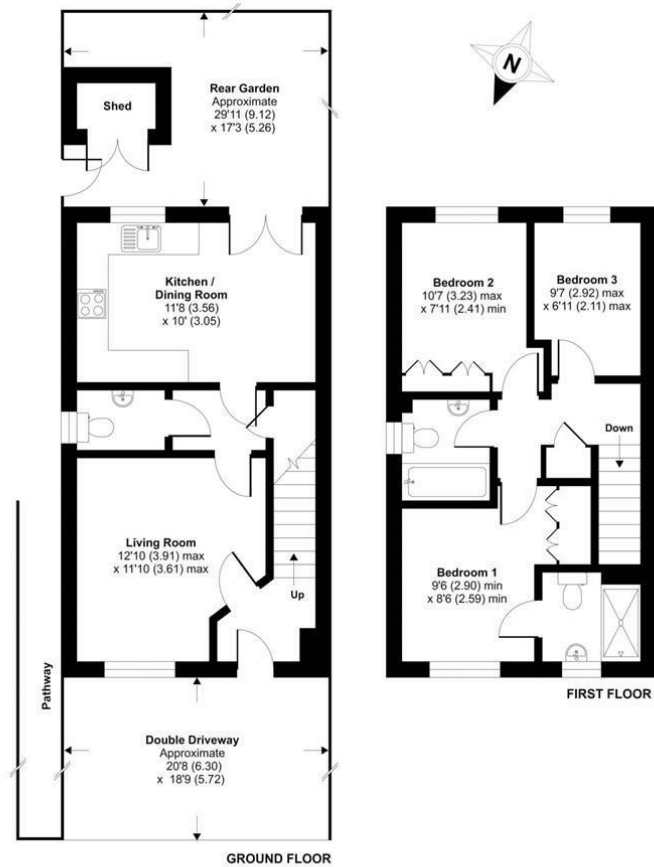 N
Rear Garden
Approximate
29'11 (9.12)
x 17'3 (5.26)
Shed
Kitchen /
Dining Room
11'8 (3.56)
x 10' (3.05)
Living Room
12'10 (3.91) max
x 11'10 (3.61) max
Up
Pathway
Double Driveway
Approximate
20'8 (6.30)
x 18'9 (5.72)
GROUND FLOOR
Bedroom 2
10'7 (3.23) max
x 7'11 (2.41) min
Bedroom 3
9'7 (2.92) max
x 6'11 (2.11) max
Down
Bedroom 1
9'6 (2.90) min
x 8'6 (2.59) min
FIRST FLOOR